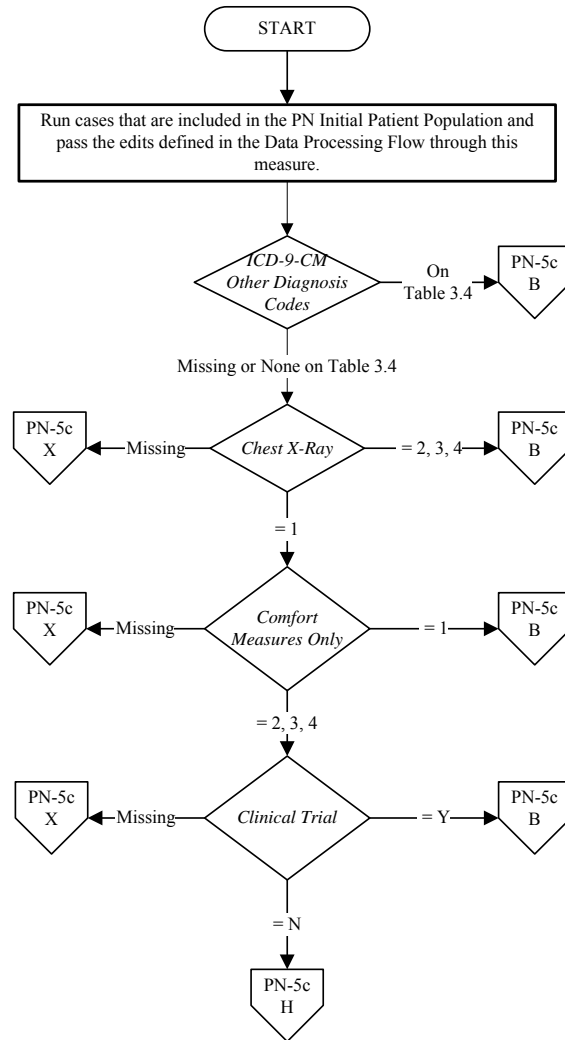 START
Run cases that are included in the PN Initial Patient Population and
pass the edits defined in the Data Processing Flow through this
measure.
ICD-9-CM
Other Diagnosis
Codes
On
Table 3.4
PN-5c
B
Missing or None on Table 3.4
PN-5c
X
Missing
Chest X-Ray
= 2, 3, 4
PN-5c
B
= 1
PN-5c
X
Missing
Comfort
Measures Only
= 1
PN-5c
B
= 2, 3, 4
PN-5c
X
Missing
Clinical Trial
= Y
PN-5c
B
= N
PN-5c
H